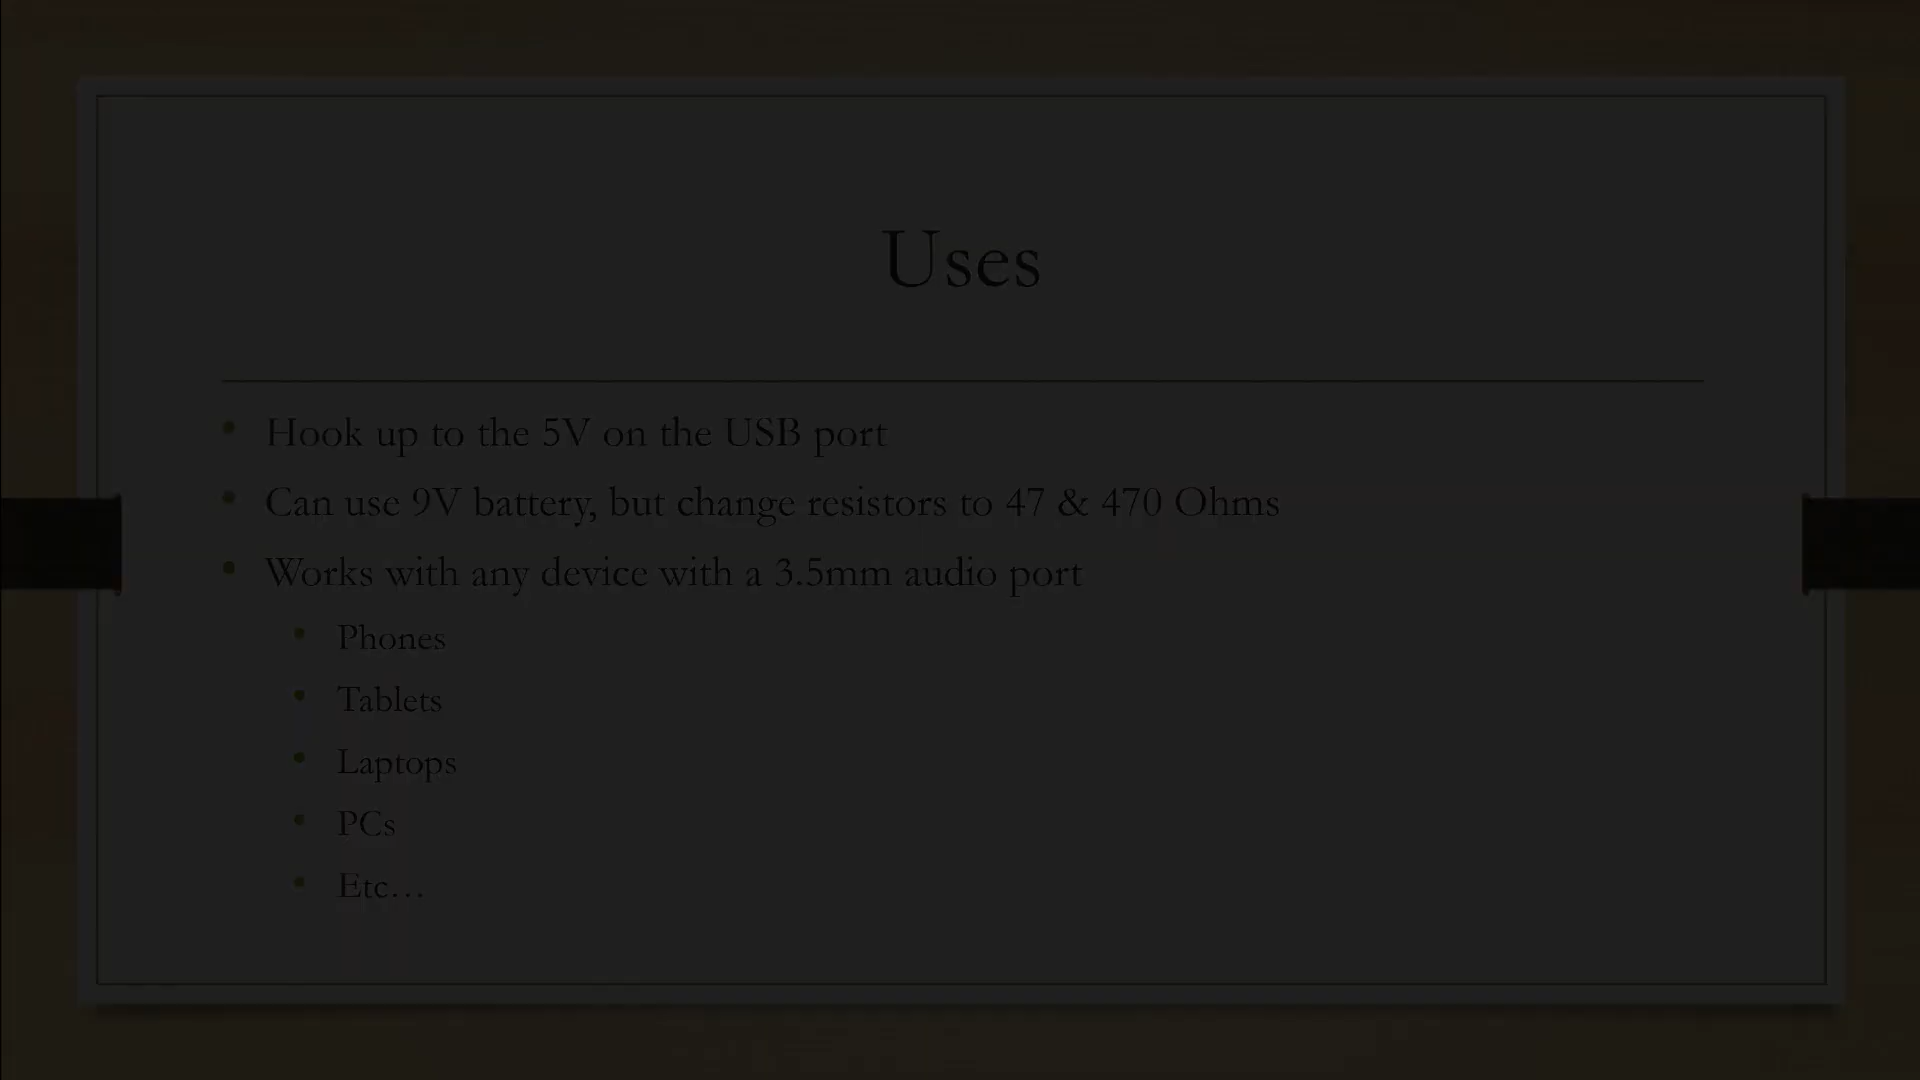 Uses
Hook up to the 5V on the USB port
Can use 9V battery, but change resistors to 47 & 470 Ohms
Works with any device with a 3.5mm audio port
Phones
Tablets
Laptops
PCs
Etc…